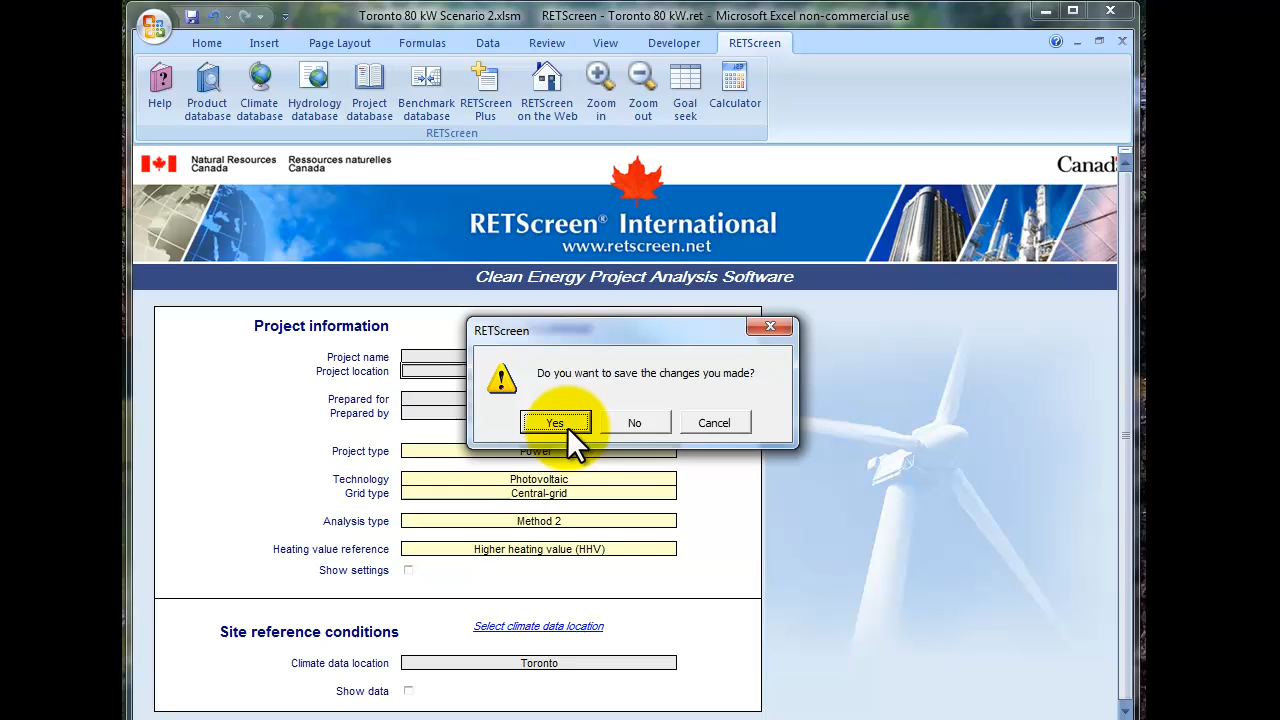 Toronto 80 kW Scenario 2.xlsm RETScreen - Toronto 80 kW.ret - Microsoft Excel non-commercial use
Home Insert Page Layout Formulas Data Review View Developer RETScreen
Help
Product database
Climate database
Hydrology database
Project database
Benchmark database
RETScreen Plus
RETScreen on the Web
Zoom in
Zoom out
Goal seek
Calculator
RETScreen
Natural Resources Canada
Ressources naturelles Canada
Canad
RETScreen® International
www.retscreen.net
Clean Energy Project Analysis Software
Project information
Project name
Project location
Prepared for
Prepared by
Project type Power
Technology Photovoltaic
Grid type Central-grid
Analysis type Method 2
Heating value reference Higher heating value (HHV)
Show settings
RETScreen
Do you want to save the changes you made?
Yes No Cancel
Site reference conditions Select climate data location
Climate data location Toronto
Show data